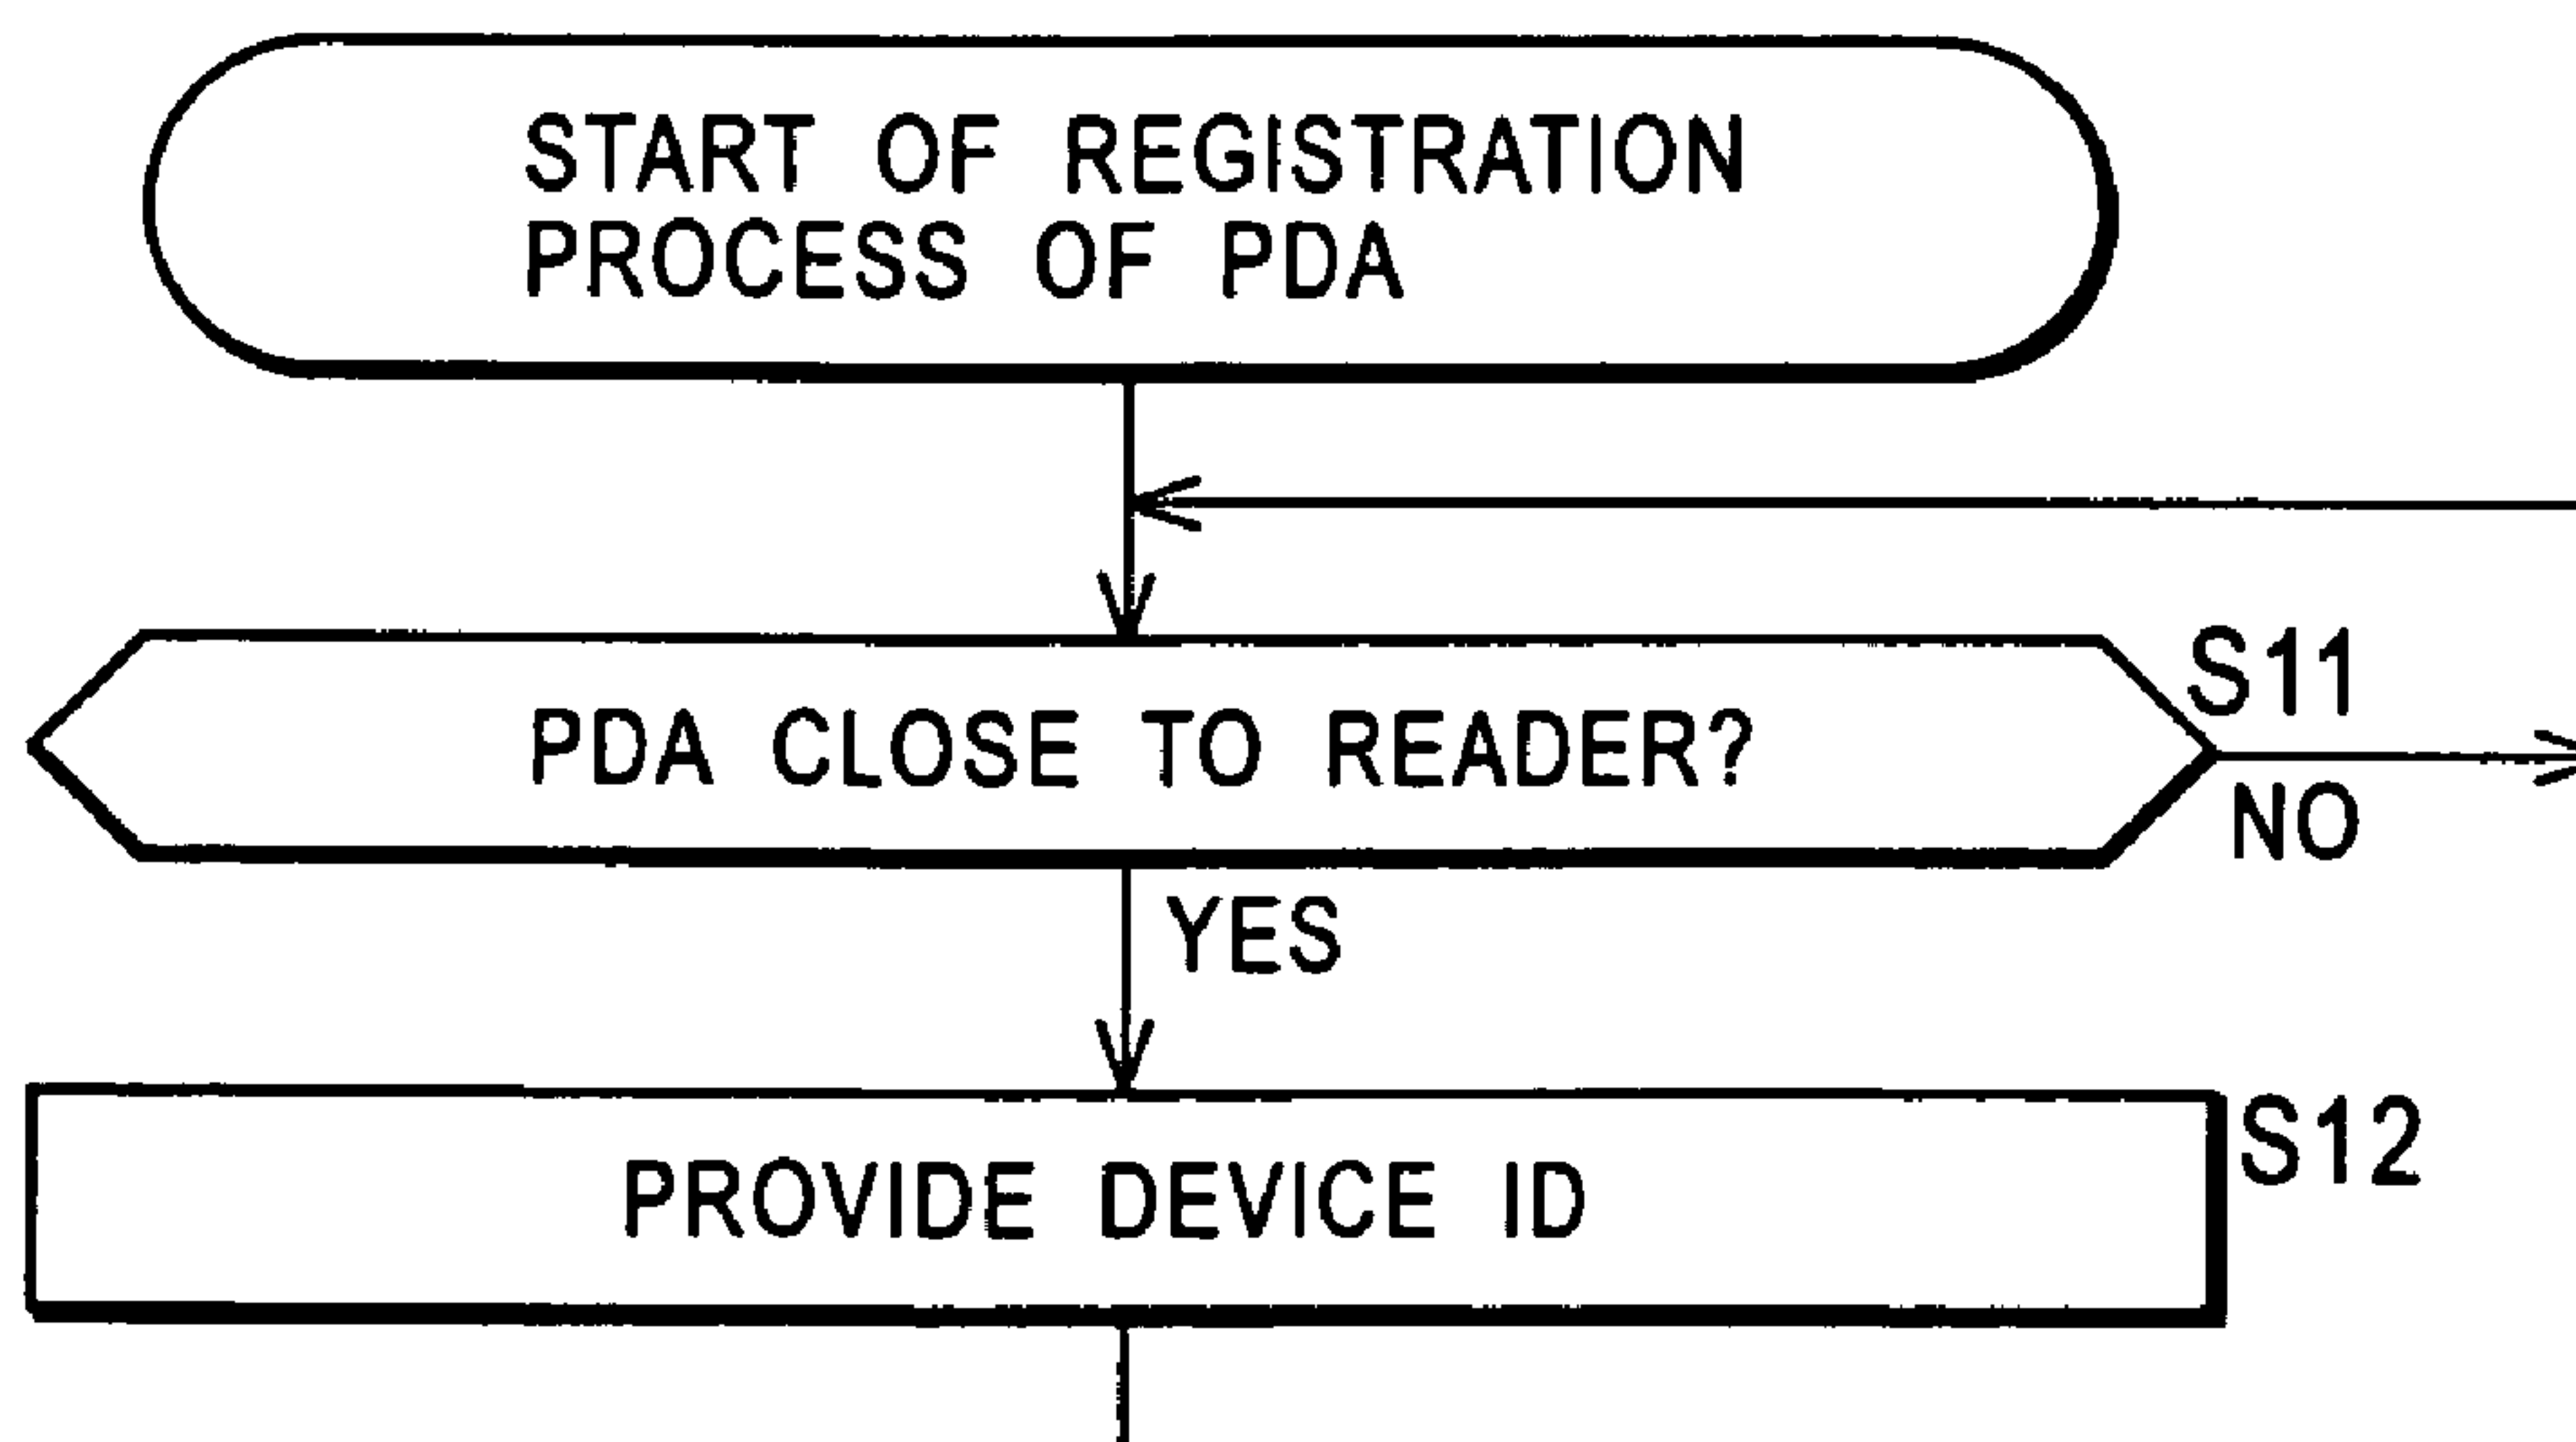 START OF REGISTRATION
PROCESS OF PDA
PDA CLOSE TO READER?
S11
NO
YES
PROVIDE DEVICE ID
S12